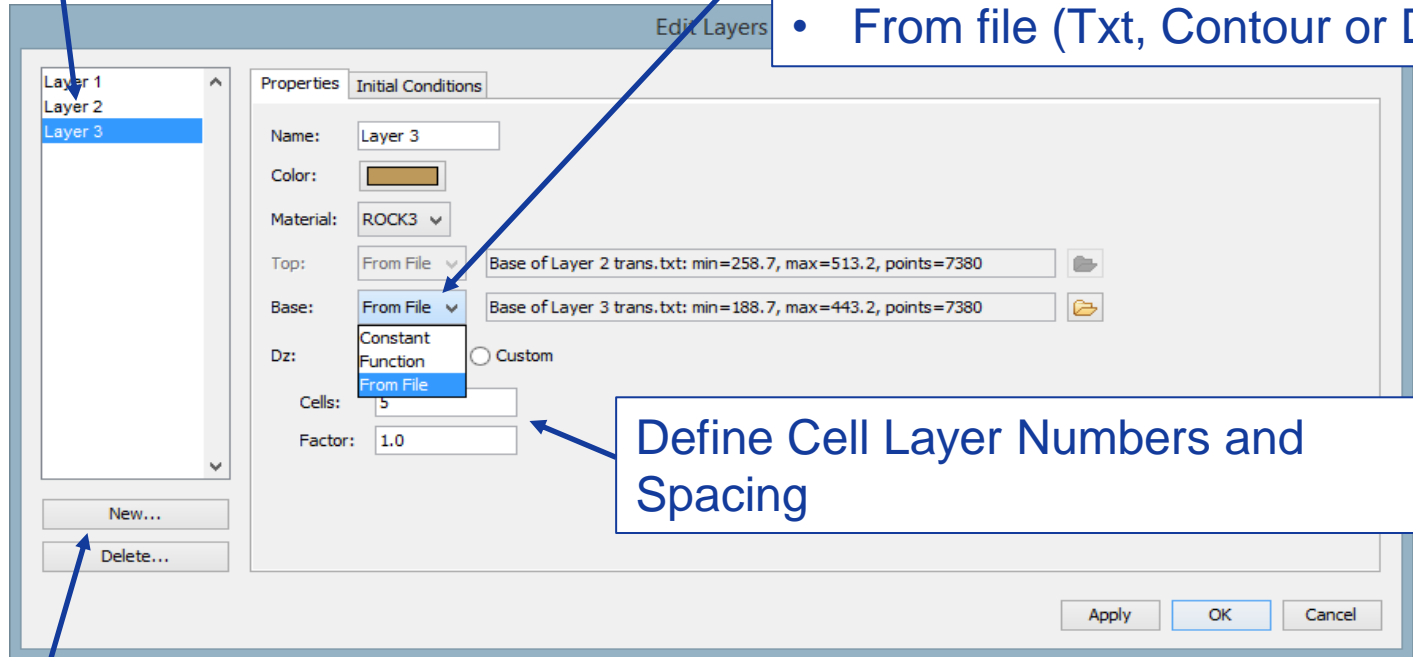 Edit Layers
• From file (Txt, Contour or
Layer 1
Layer 2
Layer 3
Properties Initial Conditions
Name: Layer 3
Color:
Material: ROCK3
Top: From File Base of Layer 2 trans.txt: min=258.7, max=513.2, points=7380
Base: From File Base of Layer 3 trans.txt: min=188.7, max=443.2, points=7380
Constant
Function
From File
Dz: Custom
Cells: 5
Factor: 1.0
Define Cell Layer Numbers and
Spacing
New...
Delete...
Apply OK Cancel